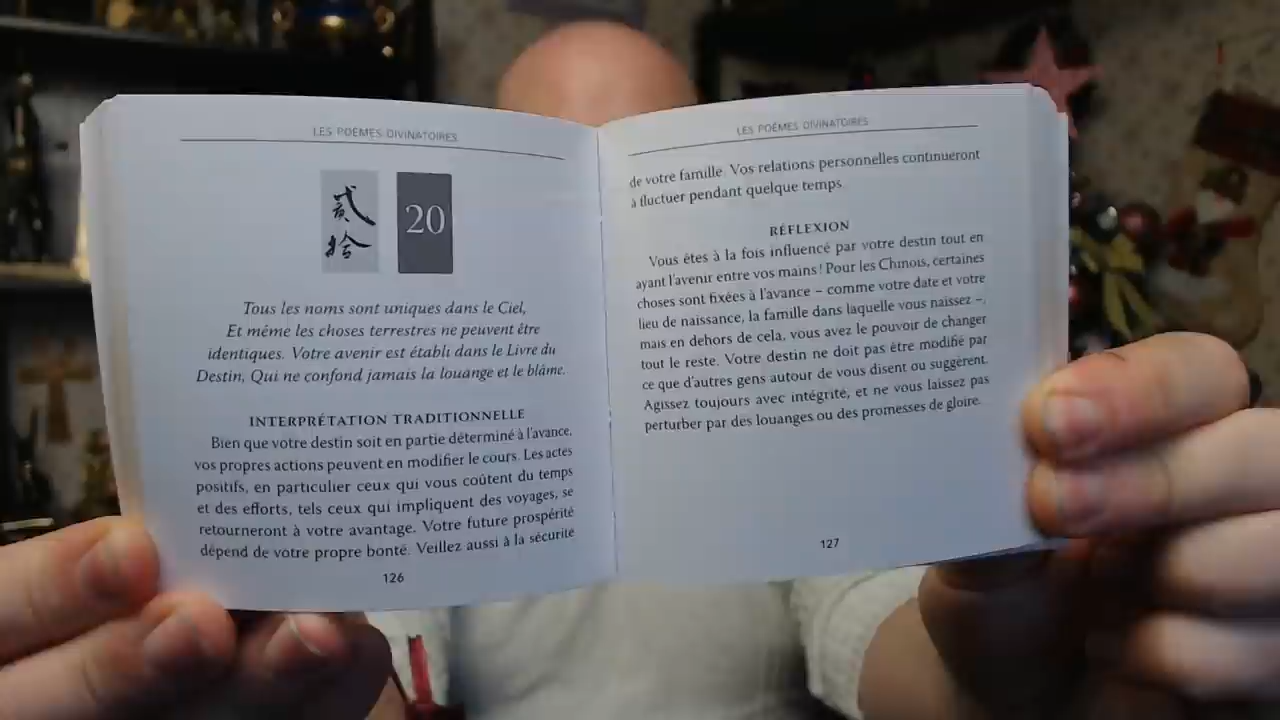 LES POÈMES DIVINATOIRES
貳拾
20
Tous les noms sont uniques dans le Ciel,
Et même les choses terrestres ne peuvent être
identiques. Votre avenir est établi dans le Livre du
Destin, Qui ne confond jamais la louange et le blâme.
INTERPRÉTATION TRADITIONNELLE
Bien que votre destin soit en partie déterminé à l'avance,
vos propres actions peuvent en modifier le cours. Les actes
positifs, en particulier ceux qui vous coûtent du temps
et des efforts, tels ceux qui impliquent des voyages, se
retourneront à votre avantage. Votre future prospérité
dépend de votre propre bonté. Veillez aussi à la sécurité
126
LES POÈMES DIVINATOIRES
de votre famille. Vos relations personnelles continueront
à fluctuer pendant quelque temps.
RÉFLEXION
Vous êtes à la fois influencé par votre destin tout en
ayant l'avenir entre vos mains ! Pour les Chinois, certaines
choses sont fixées à l'avance – comme votre date et votre
lieu de naissance, la famille dans laquelle vous naissez –,
mais en dehors de cela, vous avez le pouvoir de changer
tout le reste. Votre destin ne doit pas être modifié par
ce que d'autres gens autour de vous disent ou suggèrent.
Agissez toujours avec intégrité, et ne vous laissez pas
perturber par des louanges ou des promesses de gloire.
127